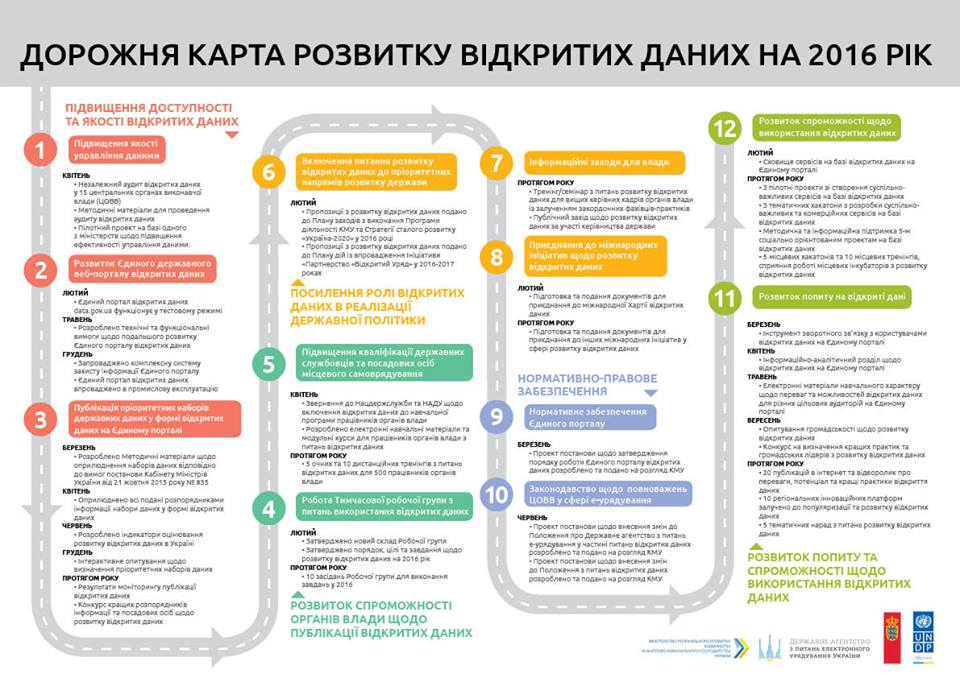 ДОРОЖНЯ КАРТА РОЗВИТКУ ВІДКРИТИХ ДАНИХ НА 2016 РІК
ПІДВИЩЕННЯ ДОСТУПНОСТІ
ТА ЯКОСТІ ВІДКРИТИХ ДАНИХ
1
Підвищення якості
управління даними
КВІТЕНЬ
• Незалежний аудит відкритих даних
у 15 центральних органах виконавчої
влади (ЦОВВ)
• Методичні матеріали для проведення
аудиту відкритих даних
• Пілотний проект на базі одного
з міністерств щодо підвищення
ефективності управління даними.
2
Розвиток Єдиного державного
веб-порталу відкритих даних
ЛЮТИЙ
• Єдиний портал відкритих даних
data.gov.ua функціонує у тестовому режимі
ТРАВЕНЬ
• Розроблено технічні та функціональні
вимоги щодо подальшого розвитку
Єдиного порталу відкритих даних
ГРУДЕНЬ
• Запроваджено комплексну систему
захисту інформації Єдиного порталу
• Єдиний портал відкритих даних
впроваджено в промислову експлуатацію
3
Публікація пріоритетних наборів
державних даних у формі відкритих
даних на Єдиному порталі
БЕРЕЗЕНЬ
• Розроблено Методичні матеріали щодо
оприлюднення наборів даних відповідно
до вимог постанови Кабінету Міністрів
України від 21 жовтня 2015 року № 835
КВІТЕНЬ
• Оприлюднено всі подані розпорядниками
інформації набори даних у формі відкритих
даних
ЧЕРВЕНЬ
• Розроблено індикатори оцінювання
розвитку відкритих даних в Україні
ГРУДЕНЬ
• Інтерактивне опитування щодо
визначення пріоритетних наборів даних
ПРОТЯГОМ РОКУ
• Результати моніторингу публікації
відкритих даних
• Конкурс кращих розпорядників
інформації та посадових осіб щодо
розвитку відкритих даних
6
Включення питання розвитку
відкритих даних до пріоритетних
напрямів розвитку держави
ЛЮТИЙ
• Пропозиції з розвитку відкритих даних подано
до Плану заходів з виконання Програми
діяльності КМУ та Стратегії сталого розвитку
«Україна-2020» у 2016 році
• Пропозиції з розвитку відкритих даних подано
до Плану дій із впровадження Ініціативи
«Партнерство «Відкритий Уряд» у 2016-2017
роках
ПОСИЛЕННЯ РОЛІ ВІДКРИТИХ
ДАНИХ В РЕАЛІЗАЦІЇ
ДЕРЖАВНОЇ ПОЛІТИКИ
5
Підвищення кваліфікації державних
службовців та посадових осіб
місцевого самоврядування
КВІТЕНЬ
• Звернення до Нацдержслужби та НАДУ щодо
включення відкритих даних до навчальної
програми працівників органів влади
• Розроблено електронні навчальні матеріали та
модульні курси для працівників органів влади з
питань відкритих даних
ПРОТЯГОМ РОКУ
• 5 очних та 10 дистанційних тренінгів з питань
відкритих даних для 500 працівників органів
влади
4
Робота Тимчасової робочої групи з
питань використання відкритих даних
ЛЮТИЙ
• Затверджено новий склад Робочої групи
• Затверджено порядок, цілі та завдання щодо
розвитку відкритих даних на 2016 рік
ПРОТЯГОМ РОКУ
• 10 засідань Робочої групи для виконання
завдань у 2016
РОЗВИТОК СПРОМОЖНОСТІ
ОРГАНІВ ВЛАДИ ЩОДО
ПУБЛІКАЦІЇ ВІДКРИТИХ ДАНИХ
7
Інформаційні заходи для влади
ПРОТЯГОМ РОКУ
• Тренінг/семінар з питань розвитку відкритих
даних для вищих керівних кадрів органів влади
із залученням закордонних фахівців-практиків
• Публічний захід щодо розвитку відкритих
даних за участі керівництва держави
8
Приєднання до міжнародних
ініціатив щодо розвитку
відкритих даних
ЛЮТИЙ
• Підготовка та подання документів для
приєднання до міжнародної Хартії відкритих
даних
ПРОТЯГОМ РОКУ
• Підготовка та подання документів для
приєднання до інших міжнародних ініціатив у
сфері розвитку відкритих даних
НОРМАТИВНО-ПРАВОВЕ
ЗАБЕЗПЕЧЕННЯ
9
Нормативне забезпечення
Єдиного порталу
БЕРЕЗЕНЬ
• Проект постанови щодо затвердження
порядку роботи Єдиного порталу відкритих
даних розроблено та подано на розгляд КМУ
10
Законодавство щодо повноважень
ЦОВВ у сфері е-урядування
ЧЕРВЕНЬ
• Проект постанови щодо внесення змін до
Положення про Державне агентство з питань
е-урядування у частині питань відкритих даних
розроблено та подано на розгляд КМУ
• Проект постанови щодо внесення змін
до Положення з питань відкритих даних
розроблено та подано на розгляд КМУ
12
Розвиток спроможності щодо
використання відкритих даних
ЛЮТИЙ
• Сховище сервісів на базі відкритих даних на
Єдиному порталі
ПРОТЯГОМ РОКУ
• 3 пілотні проекти зі створення суспільно-
важливих сервісів на базі відкритих даних
• 3 тематичних хакатони з розробки суспільно-
важливих та комерційних сервісів на базі
відкритих даних
• Методична та інформаційна підтримка 5-м
соціально орієнтованим проектам на базі
відкритих даних
• 5 місцевих хакатонів та 10 місцевих тренінгів,
сприяння роботі місцевих інкубаторів з розвитку
відкритих даних
11
Розвиток попиту на відкриті дані
БЕРЕЗЕНЬ
• Інструмент зворотного зв'язку з користувачами
відкритих даних на Єдиному порталі
КВІТЕНЬ
• Інформаційно-аналітичний розділ щодо
відкритих даних на Єдиному порталі
ТРАВЕНЬ
• Електронні матеріали навчального характеру
щодо переваг та можливостей відкритих даних
для різних цільових аудиторій на Єдиному
порталі
ВЕРЕСЕНЬ
• Опитування громадськості щодо розвитку
відкритих даних
• Конкурс на визначення кращих практик та
громадських лідерів з розвитку відкритих даних
ПРОТЯГОМ РОКУ
• 20 публікацій в інтернет та відеоролик про
переваги, потенціал та кращі практики відкриття
даних
• 10 регіональних інноваційних платформ
залучено до популяризації та розвитку відкритих
даних
• 5 тематичних нарад з питань розвитку відкритих
даних
РОЗВИТОК ПОПИТУ ТА
СПРОМОЖНОСТІ ЩОДО
ВИКОРИСТАННЯ ВІДКРИТИХ
ДАНИХ
МІНІСТЕРСТВО РЕГІОНАЛЬНОГО РОЗВИТКУ,
БУДІВНИЦТВА
ТА ЖИТЛОВО-КОМУНАЛЬНОГО ГОСПОДАРСТВА
УКРАЇНИ
ДЕРЖАВНЕ АГЕНТСТВО
З ПИТАНЬ ЕЛЕКТРОННОГО
УРЯДУВАННЯ УКРАЇНИ
UN
DP